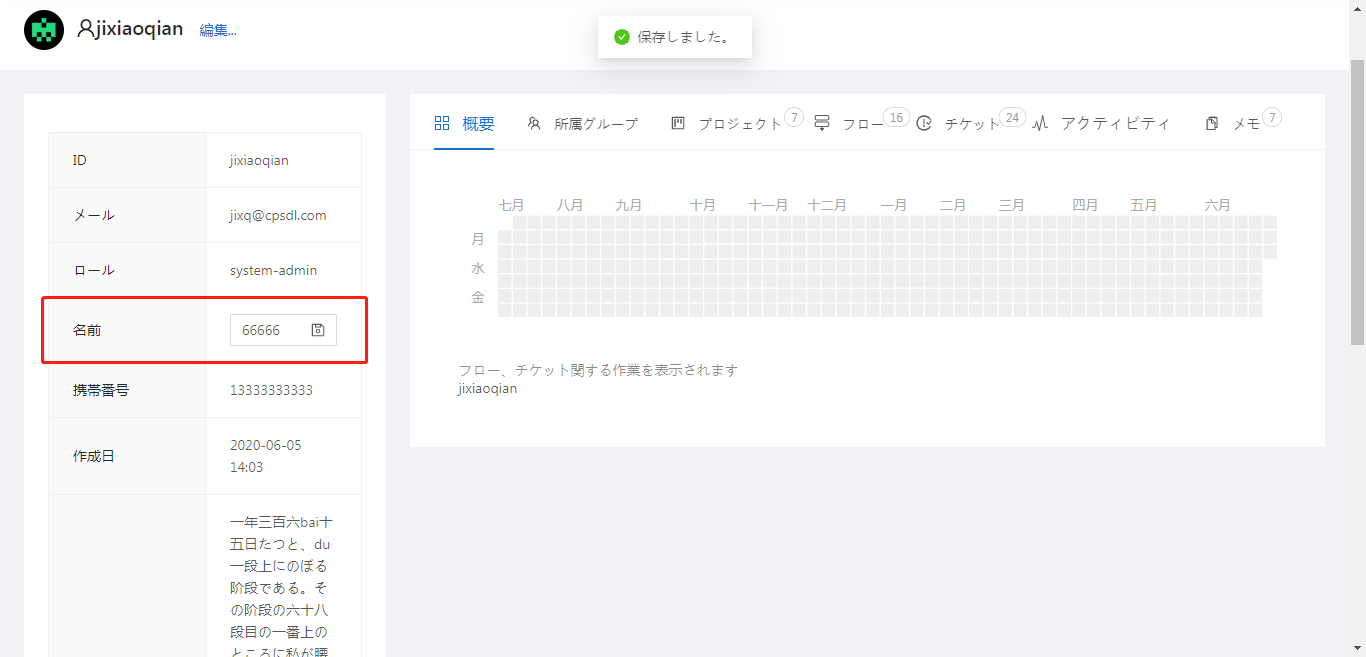 jixiaoqian 編集...
保存しました。
ID jixiaoqian
メール jixq@cpsdl.com
ロール system-admin
名前 66666
携帯番号 13333333333
作成日 2020-06-05
14:03
一年三百六bai十
五日たつと、du
一段上にのぼる
阶段である。そ
の阶段の六十八
段目の一番上の
ところに私が腰
概要 所属グループ プロジェクト 7 フロー 16 チケット 24 アクティビティ メモ 7
七月 八月 九月 十月 十一月 十二月 一月 二月 三月 四月 五月 六月
月
水
金
フロー、チケット関する作業を表示されます
jixiaoqian